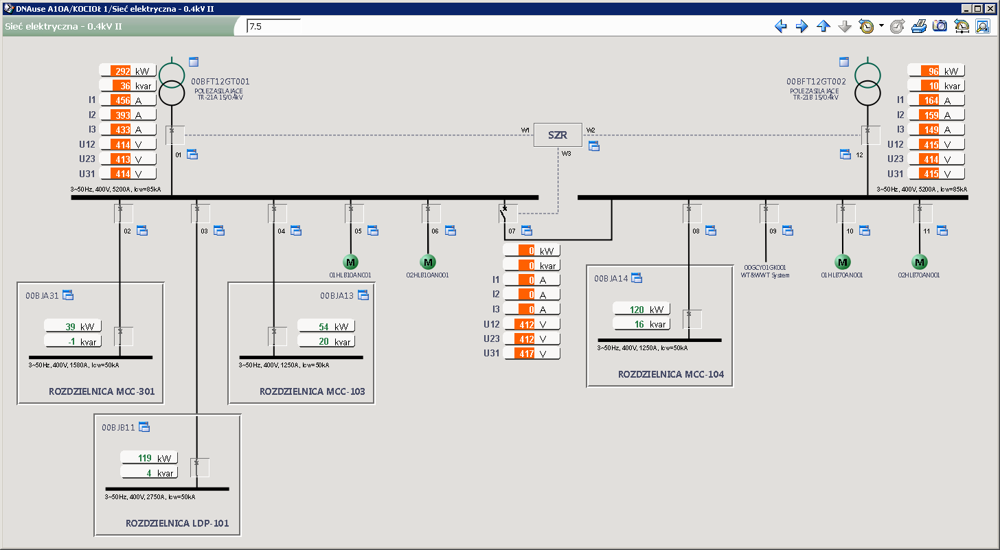 DNAuse A10A/KOCIOŁ 1/Sieć elektryczna - 0.4kV II
Sieć elektryczna - 0.4kV II
7.5
292 kW
36 kvar
I1 456 A
I2 393 A
I3 433 A
U12 414 V
U23 413 V
U31 414 V
3~50Hz, 400V, 5200A, Icw=85kA
00BFT12GT001
POLE ZASILAJĄCE
TR-21A 15/0.4kV
01
W1
SZR
W2
W3
00BFT12GT002
POLE ZASILAJĄCE
TR-21B 15/0.4kV
12
96 kW
10 kvar
I1 164 A
I2 159 A
I3 149 A
U12 415 V
U23 414 V
U31 415 V
3~50Hz, 400V, 5200A, Icw=85kA
02
03
04
05
06
07
08
09
10
11
M
01HLB10AN001
M
02HLB10AN001
00GCY01GK001
WT&WWT System
M
01HLB70AN001
M
02HLB70AN001
0 kW
0 kvar
I1 0 A
I2 0 A
I3 0 A
U12 412 V
U23 412 V
U31 417 V
00BJA31
39 kW
-1 kvar
3~50Hz, 400V, 1580A, Icw=50kA
ROZDZIELNICA MCC-301
00BJA13
54 kW
20 kvar
3~50Hz, 400V, 1250A, Icw=50kA
ROZDZIELNICA MCC-103
00BJA14
120 kW
16 kvar
3~50Hz, 400V, 1250A, Icw=50kA
ROZDZIELNICA MCC-104
00BJB11
119 kW
4 kvar
3~50Hz, 400V, 2750A, Icw=50kA
ROZDZIELNICA LDP-101